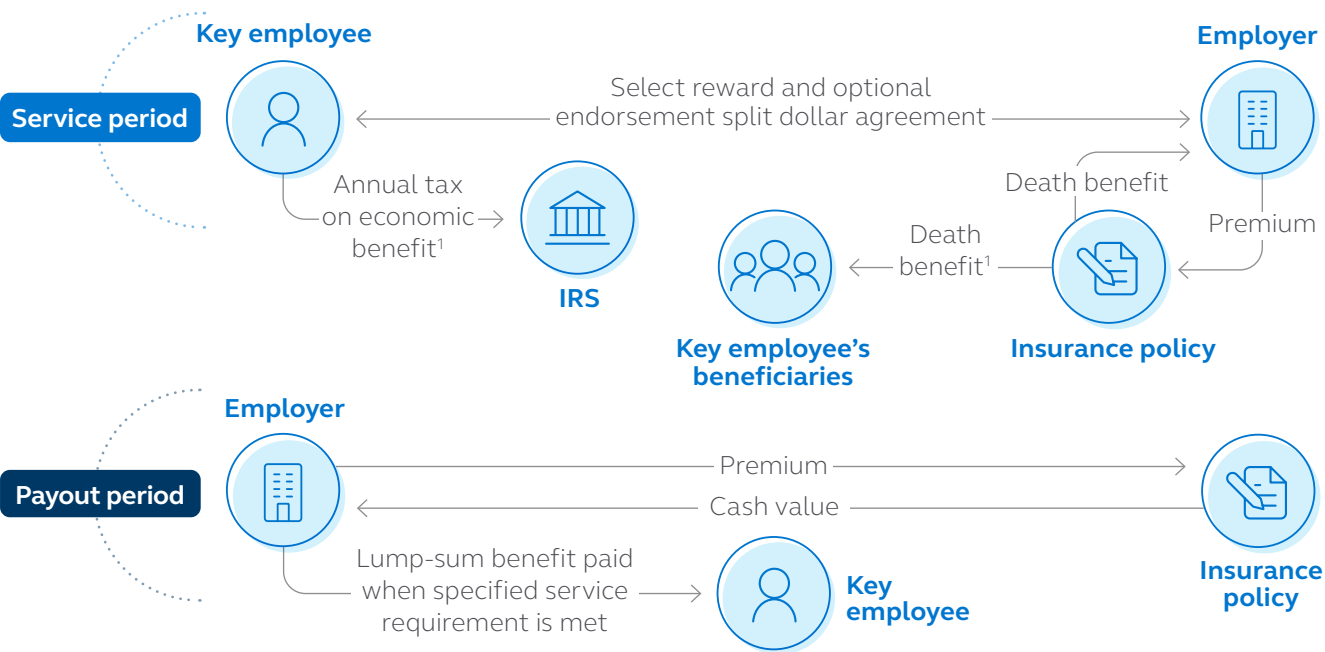 Key employee
Employer
Service period
Select reward and optional
endorsement split dollar agreement
Annual tax
on economic
benefit¹
IRS
Death benefit
Premium
Death
benefit¹
Key employee’s
beneficiaries
Insurance policy
Employer
Payout period
Premium
Cash value
Lump-sum benefit paid
when specified service
requirement is met
Key
employee
Insurance
policy